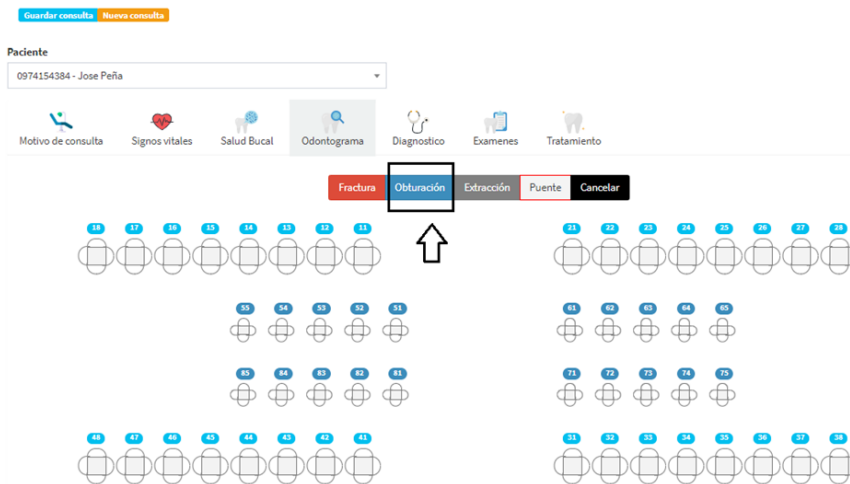 Guardar consulta Nueva consulta
Paciente
0974154384 - Jose Peña
Motivo de consulta Signos vitales Salud Bucal Odontograma Diagnostico Examenes Tratamiento
Fractura Obturación Extracción Puente Cancelar
18 17 16 15 14 13 12 11 21 22 23 24 25 26 27 28
55 54 53 52 51 61 62 63 64 65
85 84 83 82 81 71 72 73 74 75
48 47 46 45 44 43 42 41 31 32 33 34 35 36 37 38